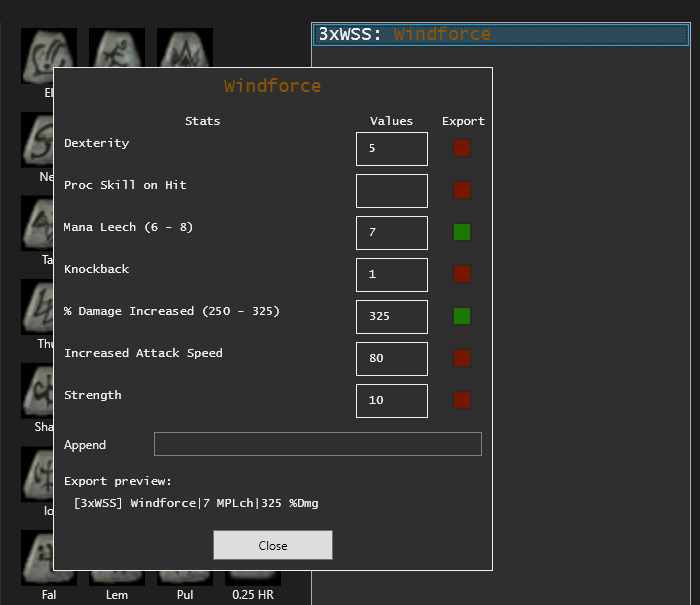 3xWSS: Windforce
Windforce
Stats Values Export
Dexterity 5
Proc Skill on Hit
Mana Leech (6 - 8) 7
Knockback 1
% Damage Increased (250 - 325) 325
Increased Attack Speed 80
Strength 10
Append
Export preview:
[3xWSS] Windforce|7 MPLch|325 %Dmg
Close
Ne
Ta
Thu
Sha
Io
Fal Lem Pul 0.25 HR